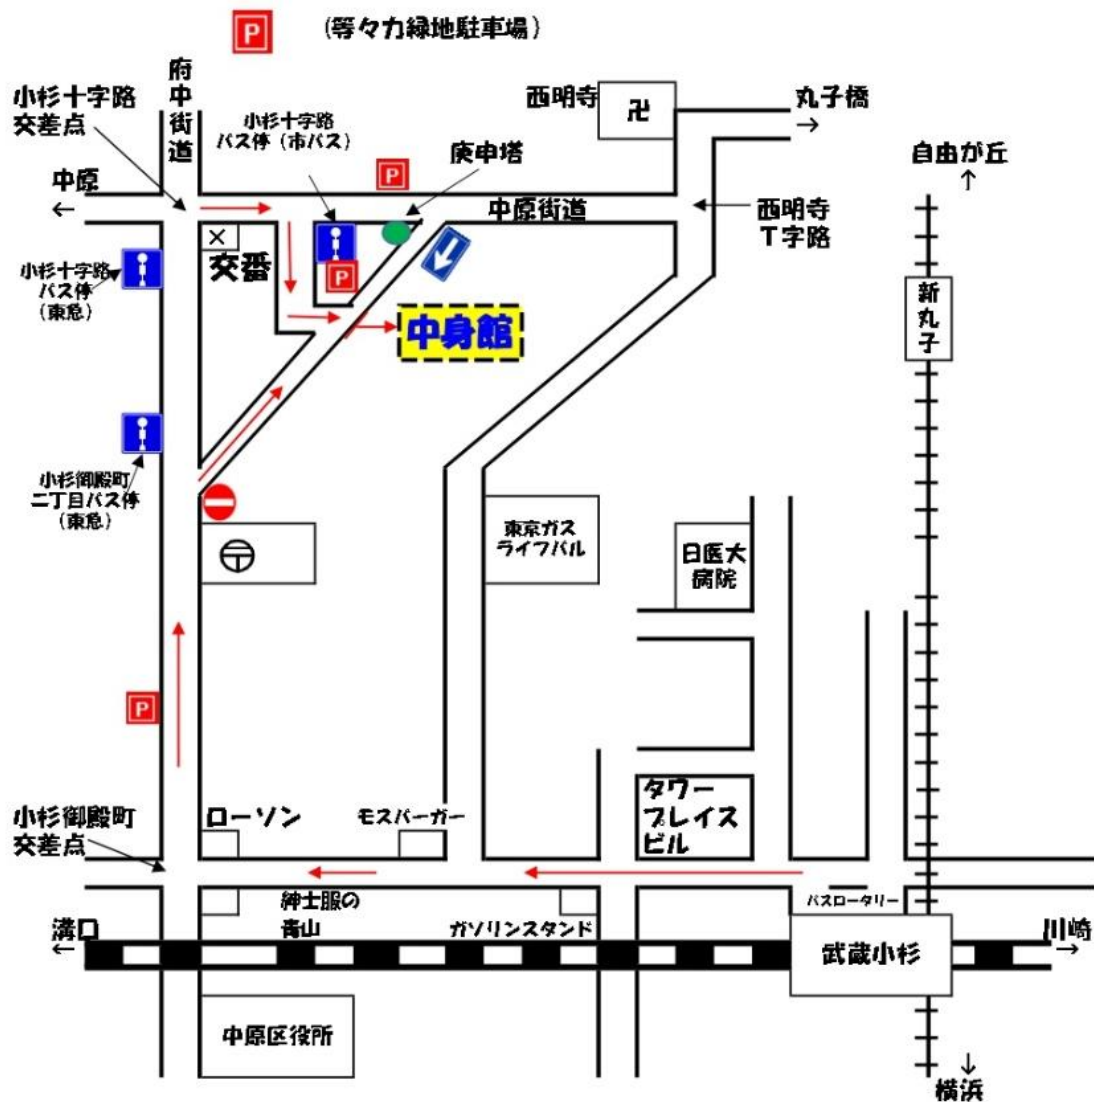 P
(等々力緑地駐車場)
府中街道
小杉十字路
交差点
小杉十字路
バス停(市バス)
西明寺
卍
丸子橋
→
庚申塔
自由が丘
↑
P
中原
←
中原街道
西明寺
T字路
交番
小杉十字路
バス停
(東急)
P
新丸子
中身館
小杉御殿町
二丁目バス停
(東急)
東京ガス
ライフバル
日医大
病院
P
小杉御殿町
交差点
ローソン
モスバーガー
タワー
プレイス
ビル
紳士服の
青山
ガソリンスタンド
バスロータリー
溝口
←
武蔵小杉
川崎
→
中原区役所
↓
横浜